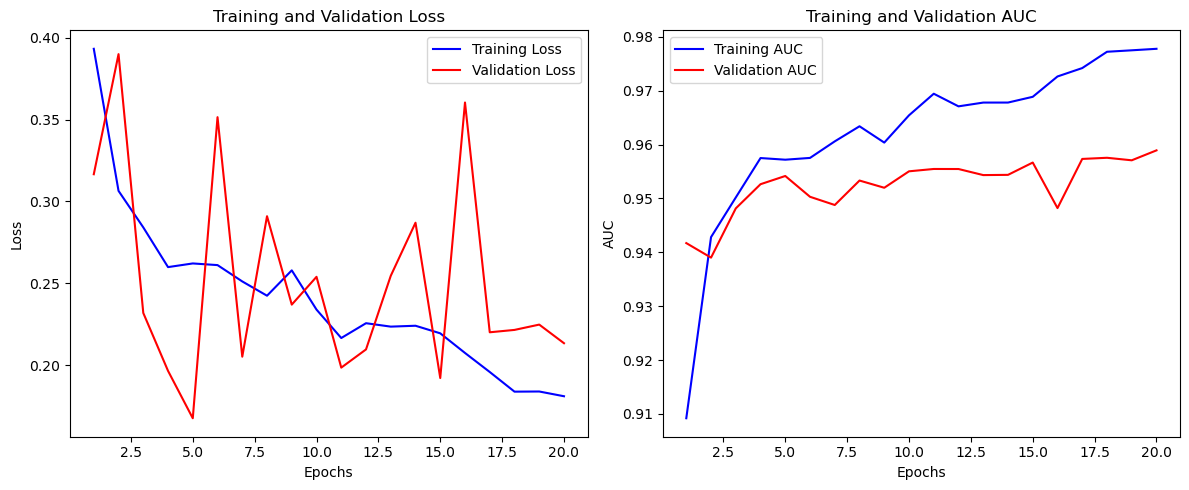 Training and Validation Loss
0.40
0.35
0.30
0.25
0.20
Loss
Training Loss
Validation Loss
2.5
5.0
7.5
10.0
12.5
15.0
17.5
20.0
Epochs
Training and Validation AUC
0.98
0.97
0.96
0.95
0.94
0.93
0.92
0.91
AUC
Training AUC
Validation AUC
2.5
5.0
7.5
10.0
12.5
15.0
17.5
20.0
Epochs